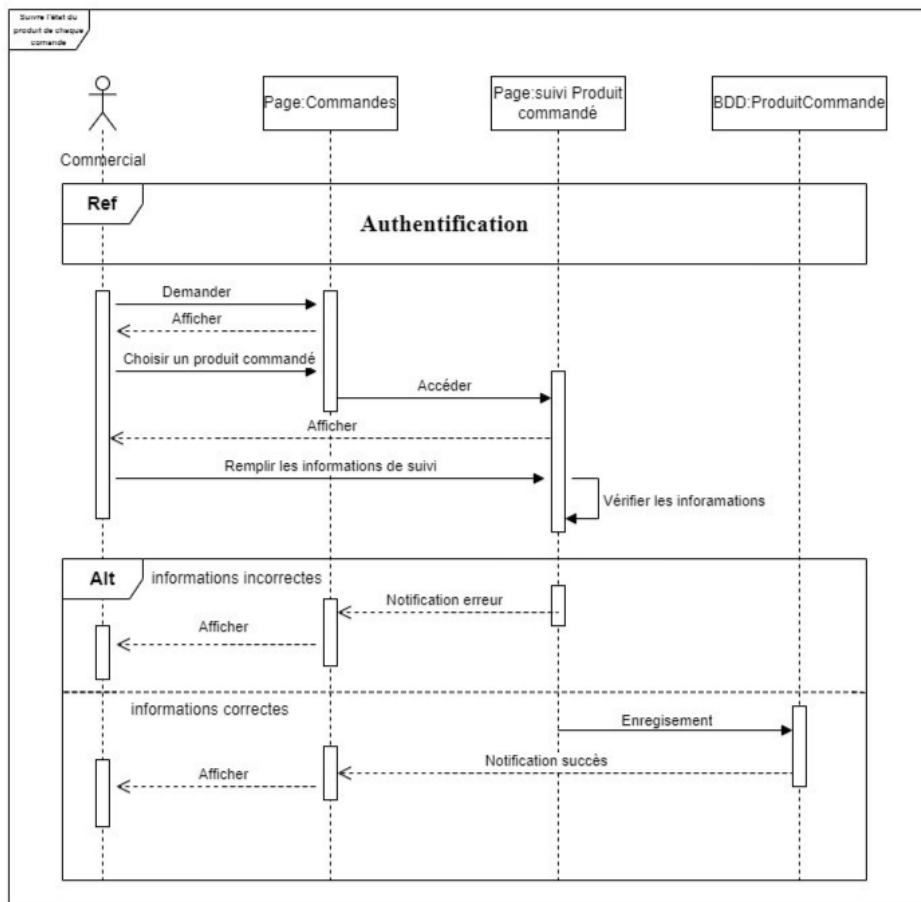 Suivre l'état du
produit de chaque
comande
Page:Commandes
Page:suivi Produit
commandé
BDD:ProduitCommande
Commercial
Ref
Authentification
Demander
Afficher
Choisir un produit commandé
Accéder
Afficher
Remplir les informations de suivi
Vérifier les inforamations
Alt
informations incorrectes
Notification erreur
Afficher
informations correctes
Enregisement
Notification succès
Afficher